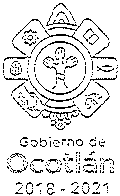 Gobierno de
Ocotlán
2018 - 2021